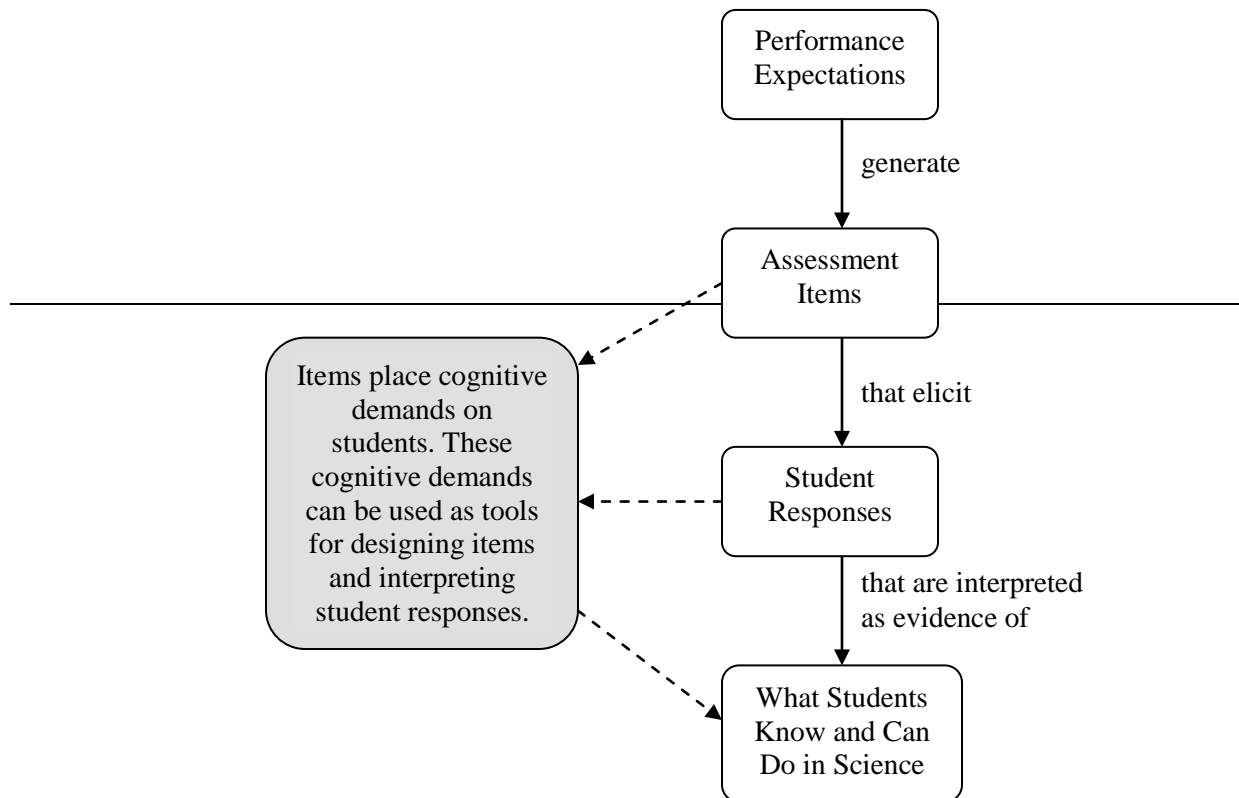 Performance
Expectations
generate
Assessment
Items
Items place cognitive
demands on
students. These
cognitive demands
can be used as tools
for designing items
and interpreting
student responses.
that elicit
Student
Responses
that are interpreted
as evidence of
What Students
Know and Can
Do in Science